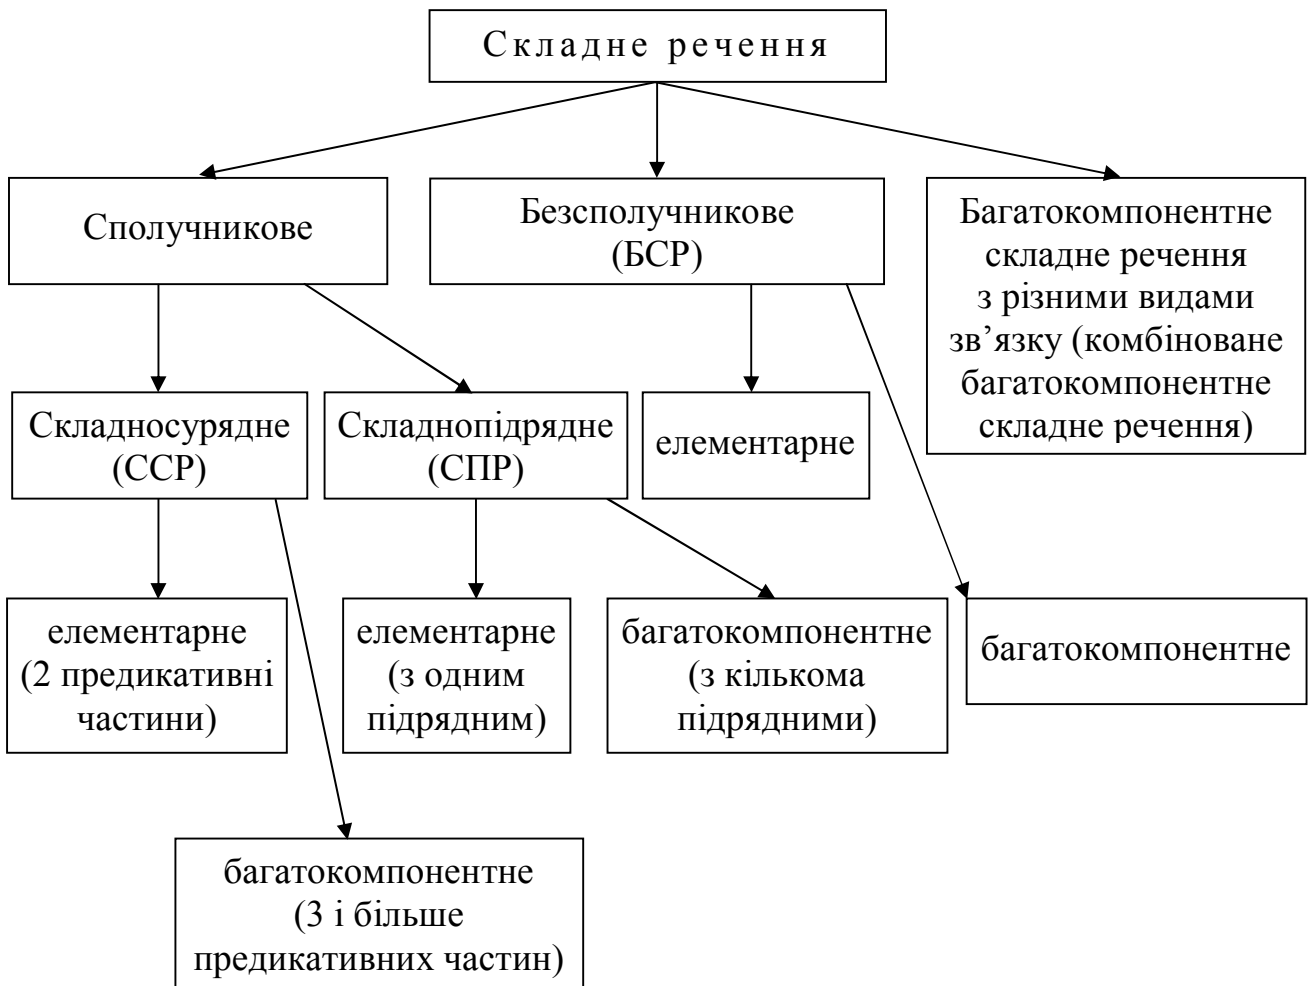 Складне речення
Сполучникове
Безсполучникове
(БСР)
Багатокомпонентне
складне речення
з різними видами
зв’язку (комбіноване
багатокомпонентне
складне речення)
Складносурядне
(ССР)
Складнопідрядне
(СПР)
елементарне
елементарне
(2 предикативні
частини)
елементарне
(з одним
підрядним)
багатокомпонентне
(з кількома
підрядними)
багатокомпонентне
багатокомпонентне
(3 і більше
предикативних частин)